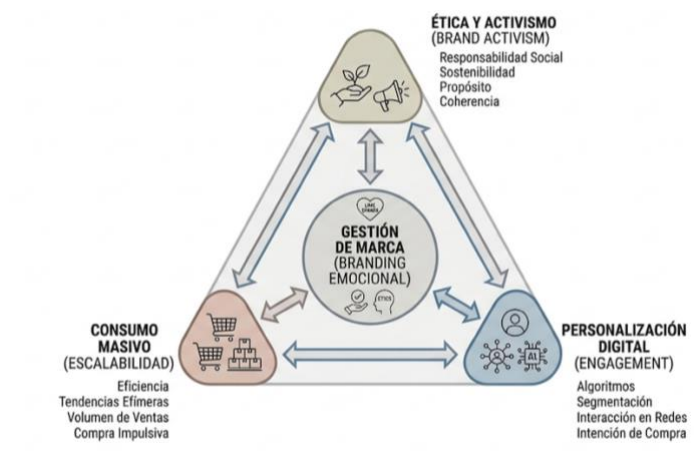 ÉTICA Y ACTIVISMO
(BRAND ACTIVISM)
Responsabilidad Social
Sostenibilidad
Propósito
Coherencia
GESTIÓN
DE MARCA
(BRANDING
EMOCIONAL)
ETHICS
CONSUMO
MASIVO
(ESCALABILIDAD)
Eficiencia
Tendencias Efímeras
Volumen de Ventas
Compra Impulsiva
AI
PERSONALIZACIÓN
DIGITAL
(ENGAGEMENT)
Algoritmos
Segmentación
Interacción en Redes
Intención de Compra